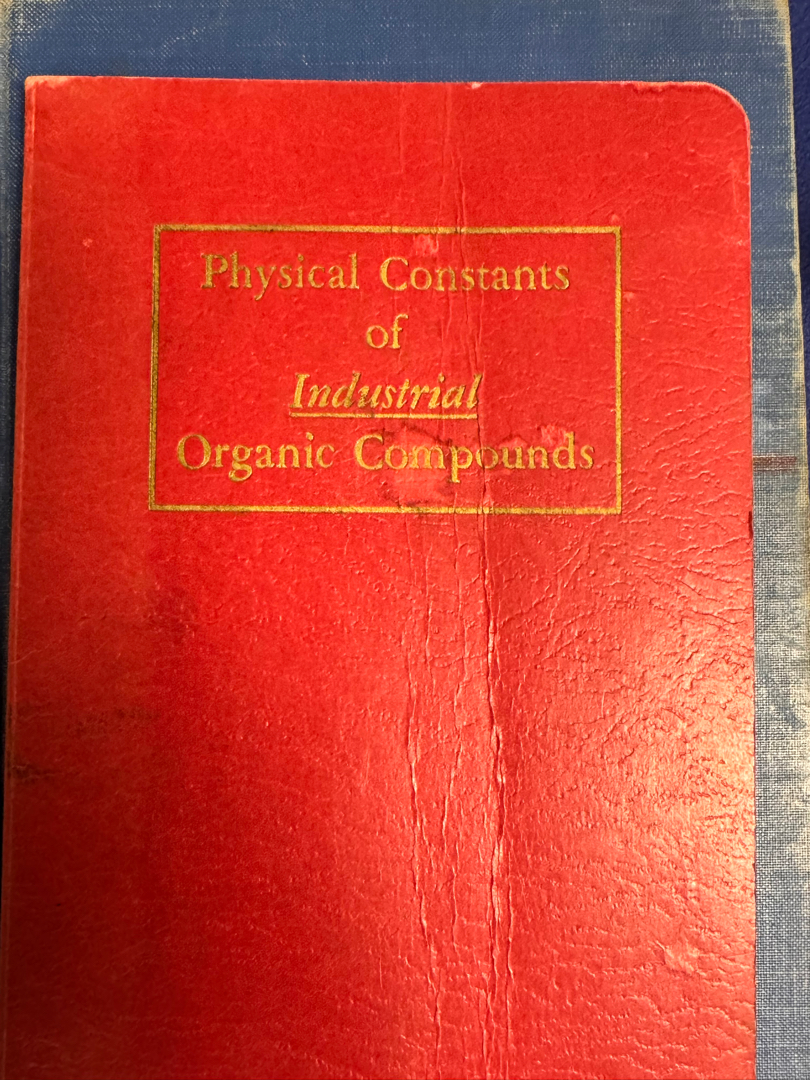 Physical Constants
of
Industrial
Organic Compounds